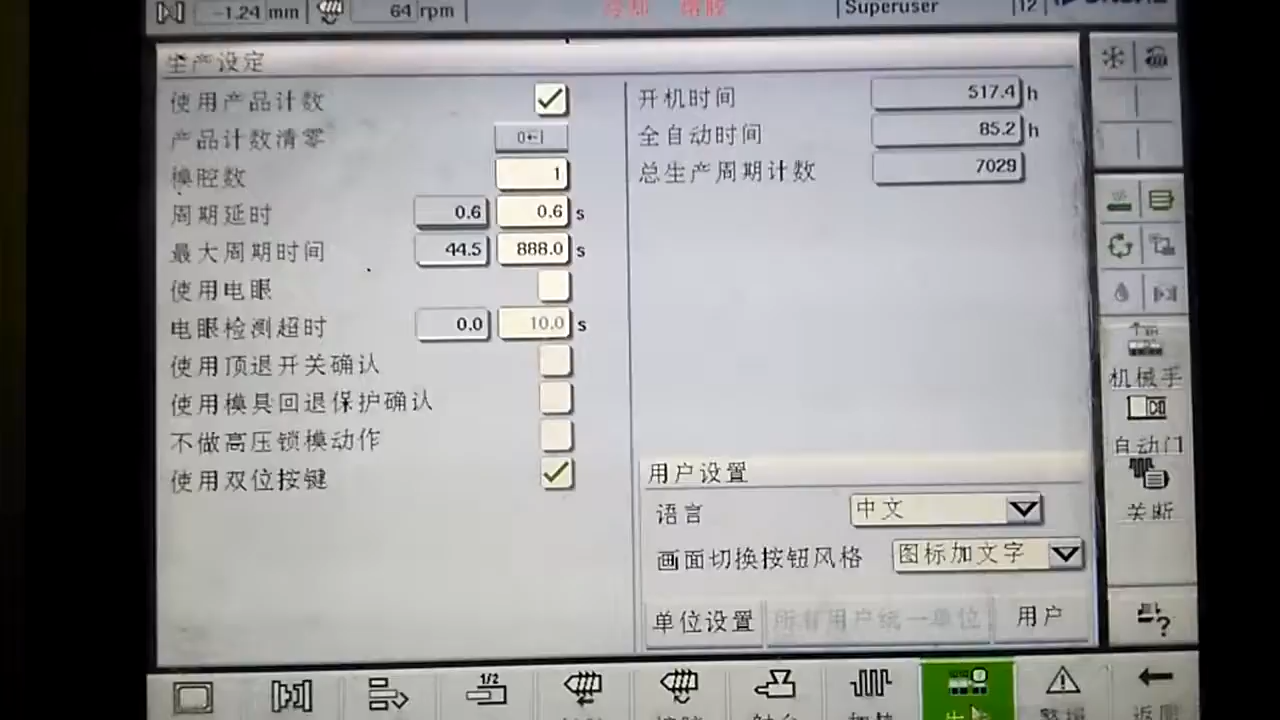 -1.24 mm 64 rpm 冷却 熔胶 Superuser 12
生产设定
使用产品计数
产品计数清零
模腔数 1
周期延时 0.6 0.6 s
最大周期时间 44.5 888.0 s
使用电眼
电眼检测超时 0.0 10.0 s
使用顶退开关确认
使用模具回退保护确认
不做高压锁模动作
使用双位按键
开机时间 517.4 h
全自动时间 85.2 h
总生产周期计数 7029
用户设置
语言 中文
画面切换按钮风格 图标加文字
单位设置 所有用户统一单位 用户
机械手
自动门
关断
1/2